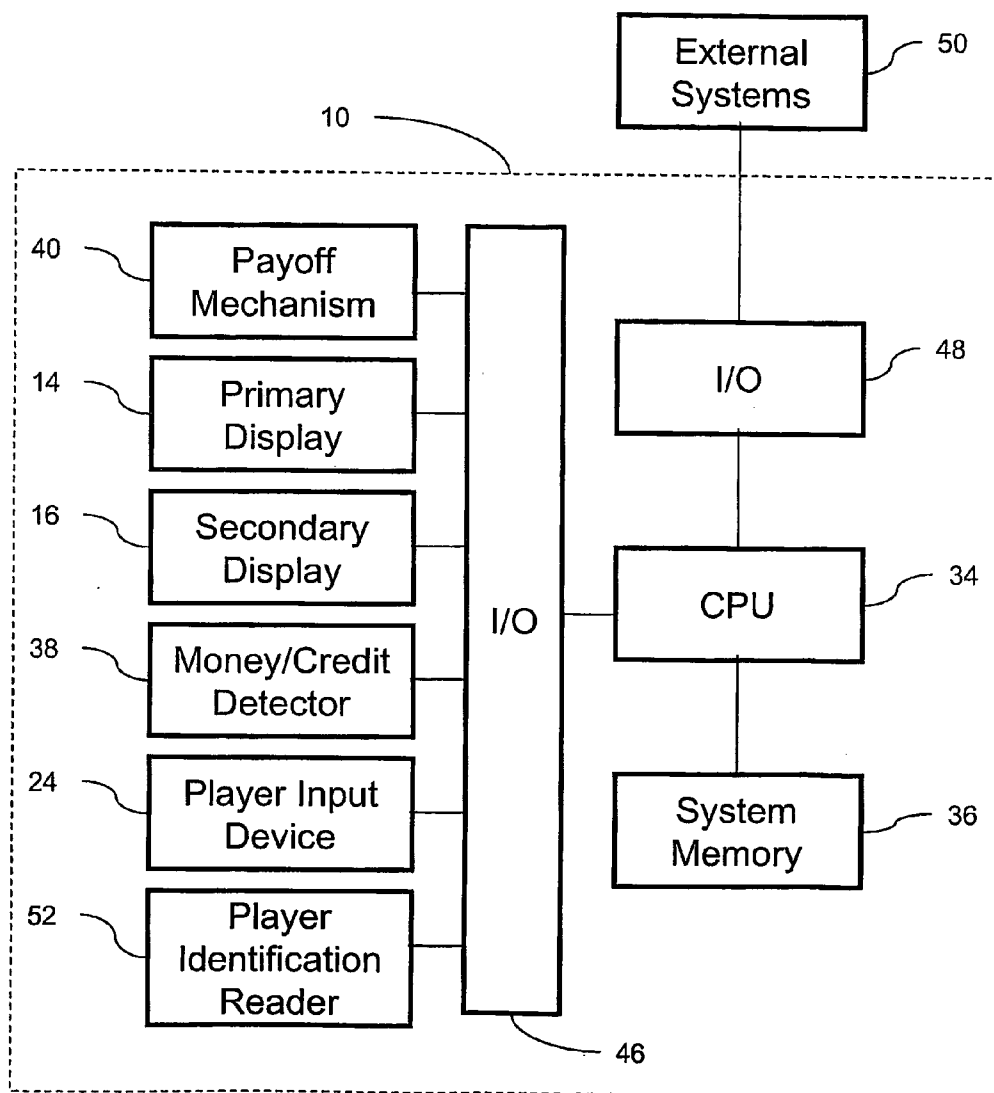 External
Systems
50
10
40
Payoff
Mechanism
14
Primary
Display
16
Secondary
Display
38
Money/Credit
Detector
24
Player Input
Device
52
Player
Identification
Reader
I/O
46
I/O
48
CPU
34
System
Memory
36